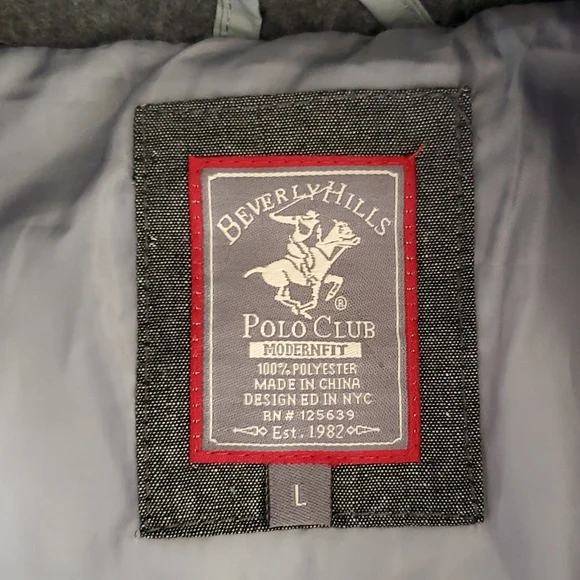 BEVERLY HILLS
®
POLO CLUB
MODERNFIT
100% POLYESTER
MADE IN CHINA
DESIGNED IN NYC
RN# 125639
Est. 1982
L